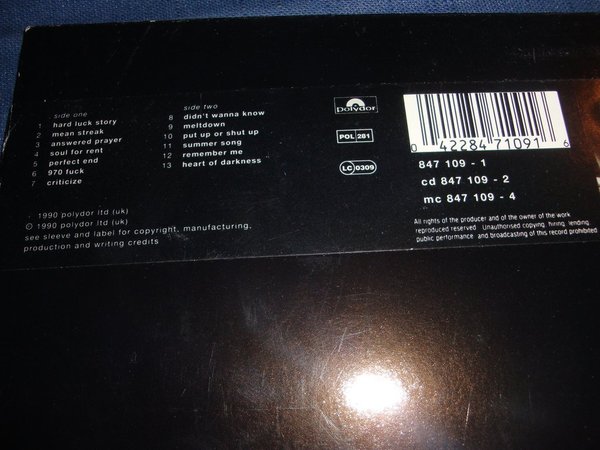 side one
1 hard luck story
2 mean streak
3 answered prayer
4 soul for rent
5 perfect end
6 970 fuck
7 criticize
side two
8 didn't wanna know
9 meltdown
10 put up or shut up
11 summer song
12 remember me
13 heart of darkness
℗ 1990 polydor ltd (uk)
© 1990 polydor ltd (uk)
see sleeve and label for copyright, manufacturing,
production and writing credits
polydor
POL 281
LC 0309
0 42284 71091 6
847 109 - 1
cd 847 109 - 2
mc 847 109 - 4
All rights of the producer and of the owner of the work
reproduced reserved. Unauthorised copying, hiring, lending,
public performance and broadcasting of this record prohibited